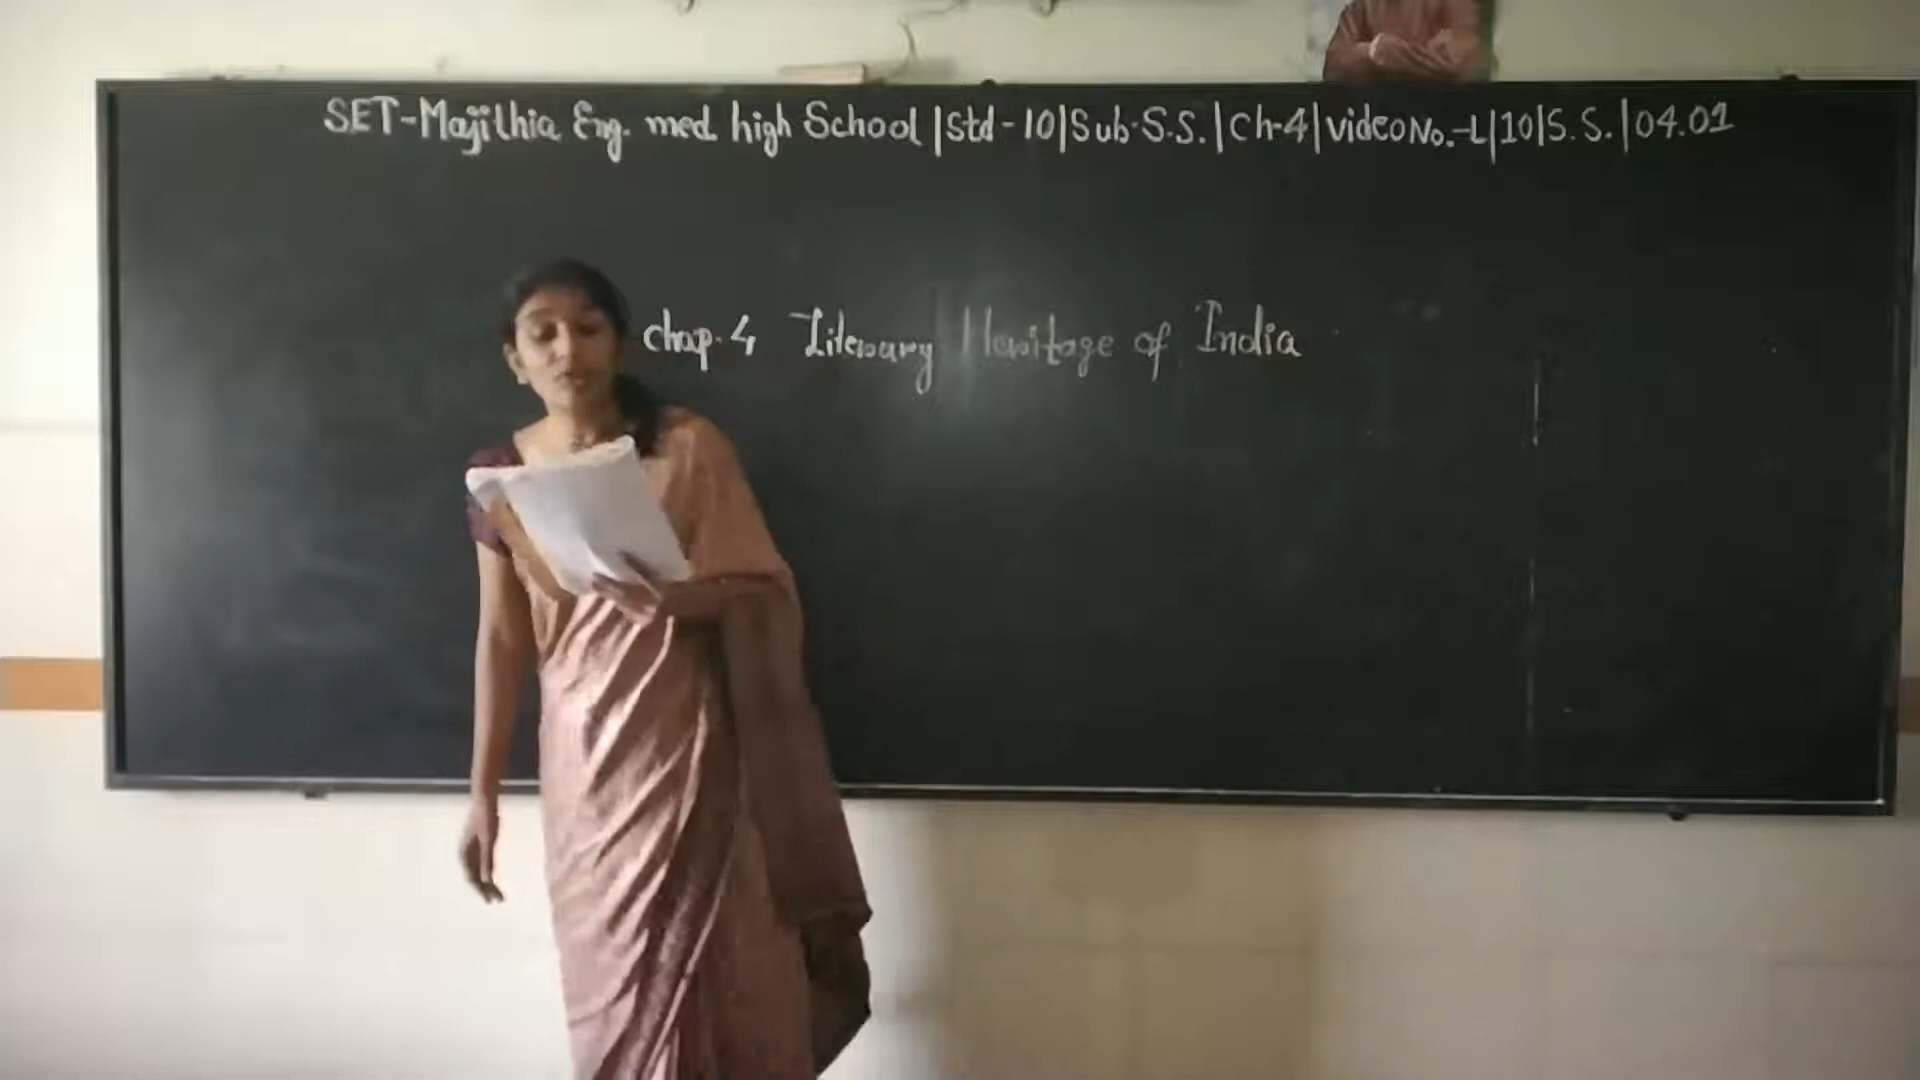 SET-Majithia Eng. med high School |Std-10|Sub-S.S.|Ch-4|Video No.-L|10|S.S.|04.01
chap.4 Literary Heritage of India